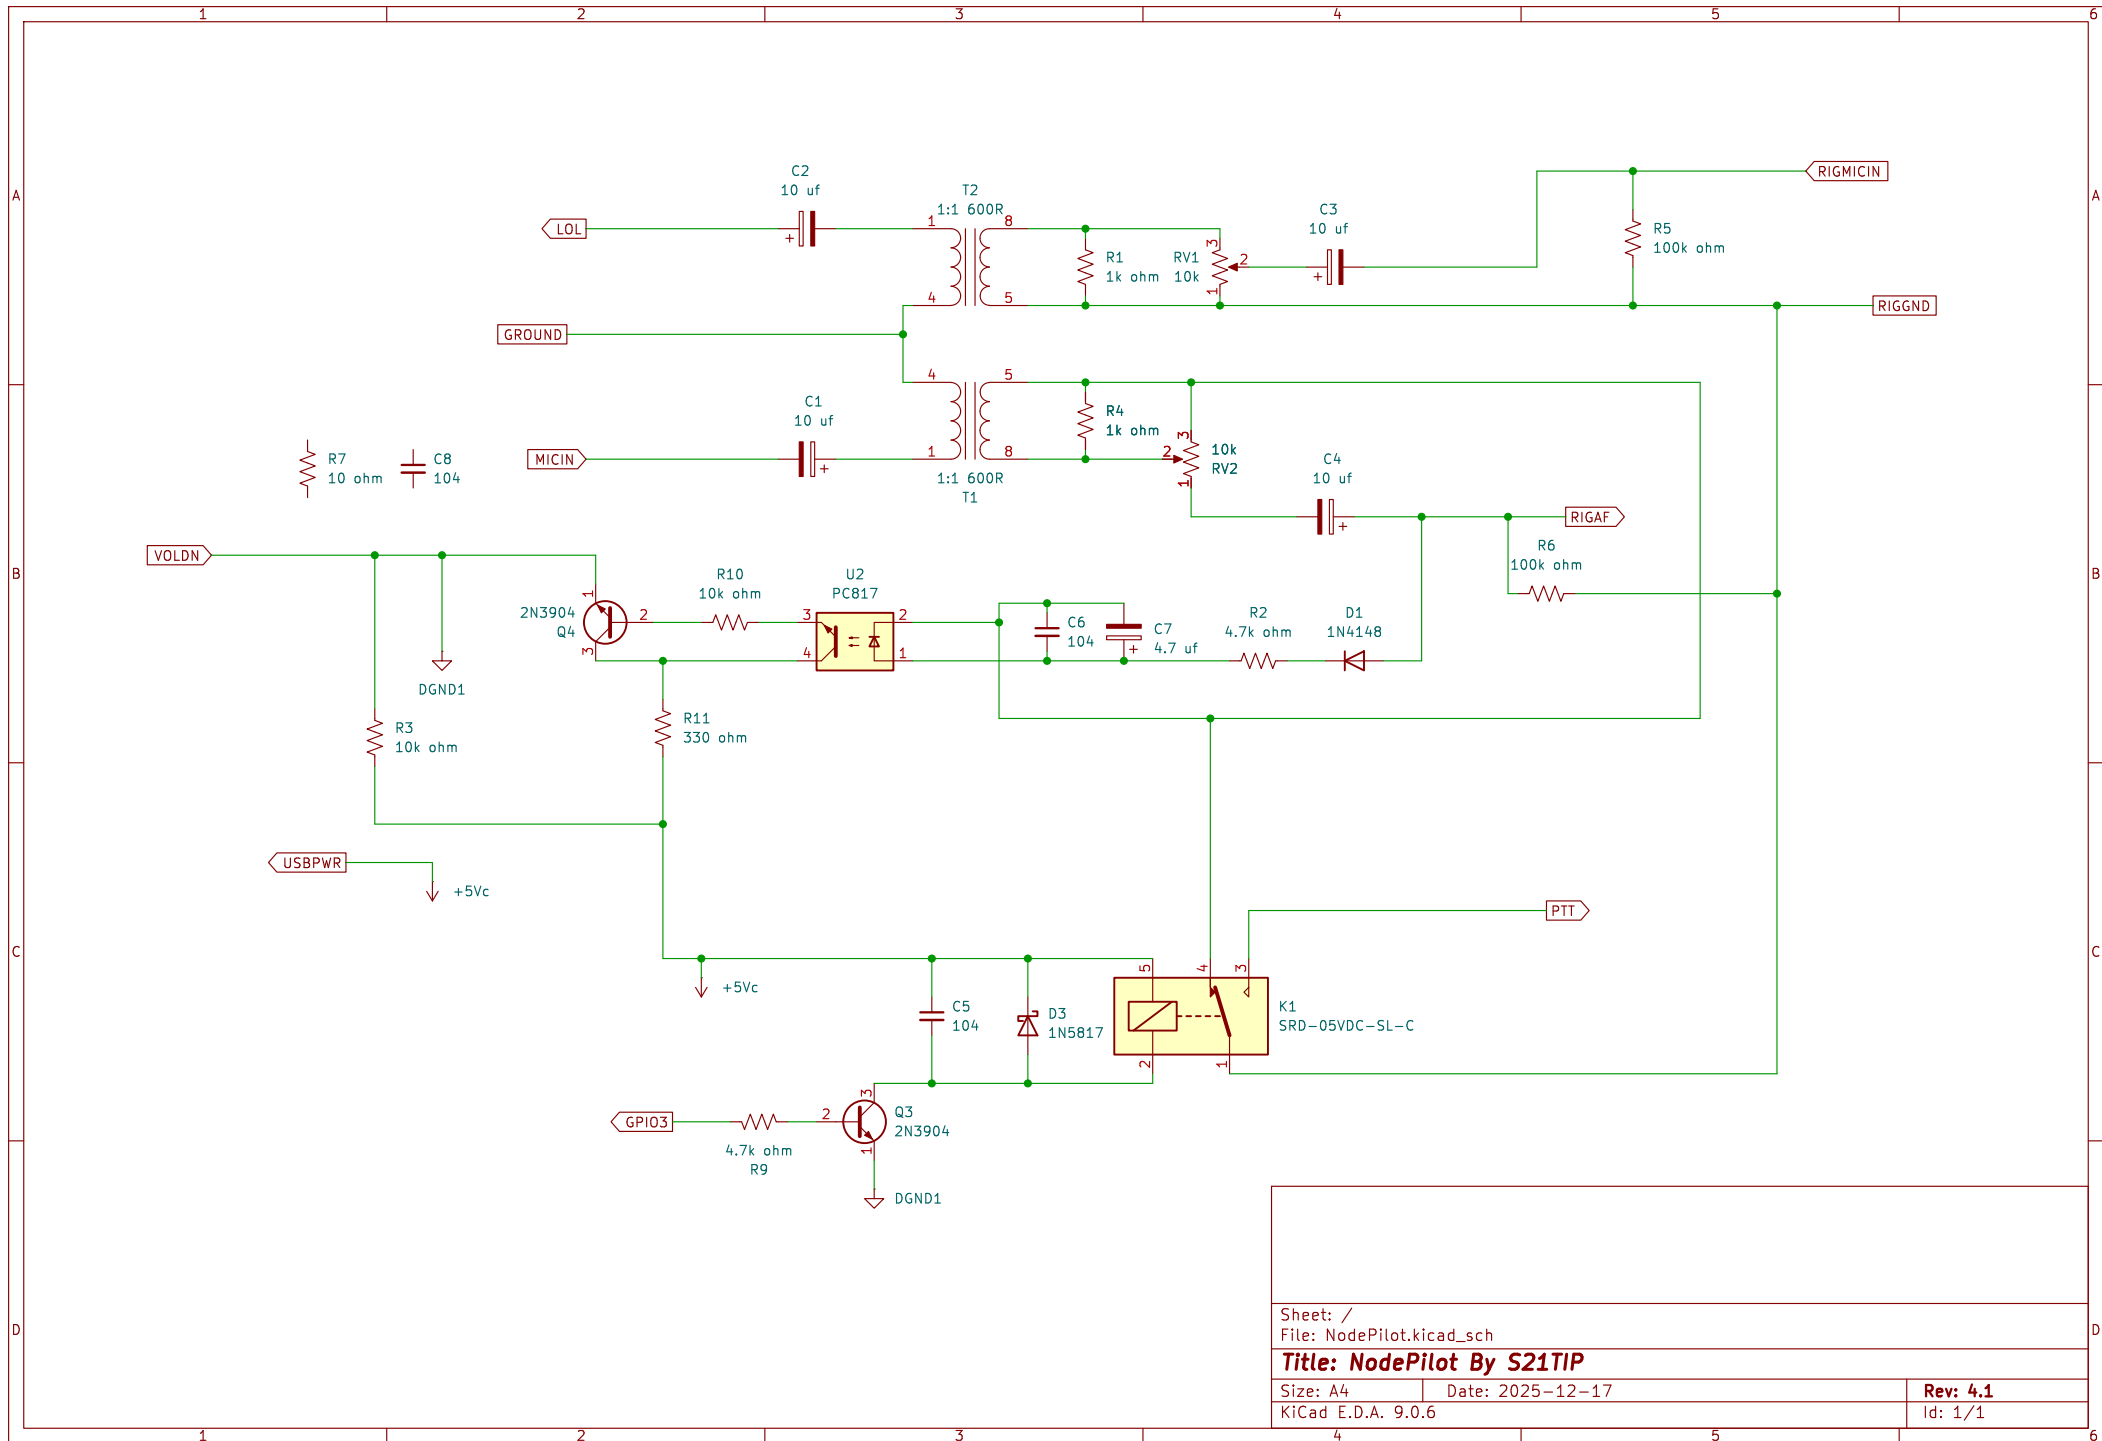 1 2 3 4 5 6
A A
C2
10 uf
T2
1:1 600R
LOL
+
1 8
4 5
R1
1k ohm
RV1
10k
3
2
1
C3
10 uf
+
RIGMICIN
R5
100k ohm
RIGGND
GROUND
4 5
1 8
C1
10 uf
+
MICIN
1:1 600R
T1
R4
1k ohm
3
2
1
10k
RV2
C4
10 uf
+
RIGAF
R6
100k ohm
R7
10 ohm
C8
104
VOLDN
B B
DGND1
1
2
3
2N3904
Q4
R10
10k ohm
U2
PC817
3 2
4 1
C6
104
C7
4.7 uf
+
R2
4.7k ohm
D1
1N4148
R3
10k ohm
R11
330 ohm
USBPWR
+5Vc
PTT
C C
+5Vc
C5
104
D3
1N5817
5 4 3
2 1
K1
SRD-05VDC-SL-C
GPIO3
4.7k ohm
R9
3
2
1
Q3
2N3904
DGND1
D D
Sheet: /
File: NodePilot.kicad_sch
Title: NodePilot By S21TIP
Size: A4 Date: 2025-12-17 Rev: 4.1
KiCad E.D.A. 9.0.6 Id: 1/1
1 2 3 4 5 6